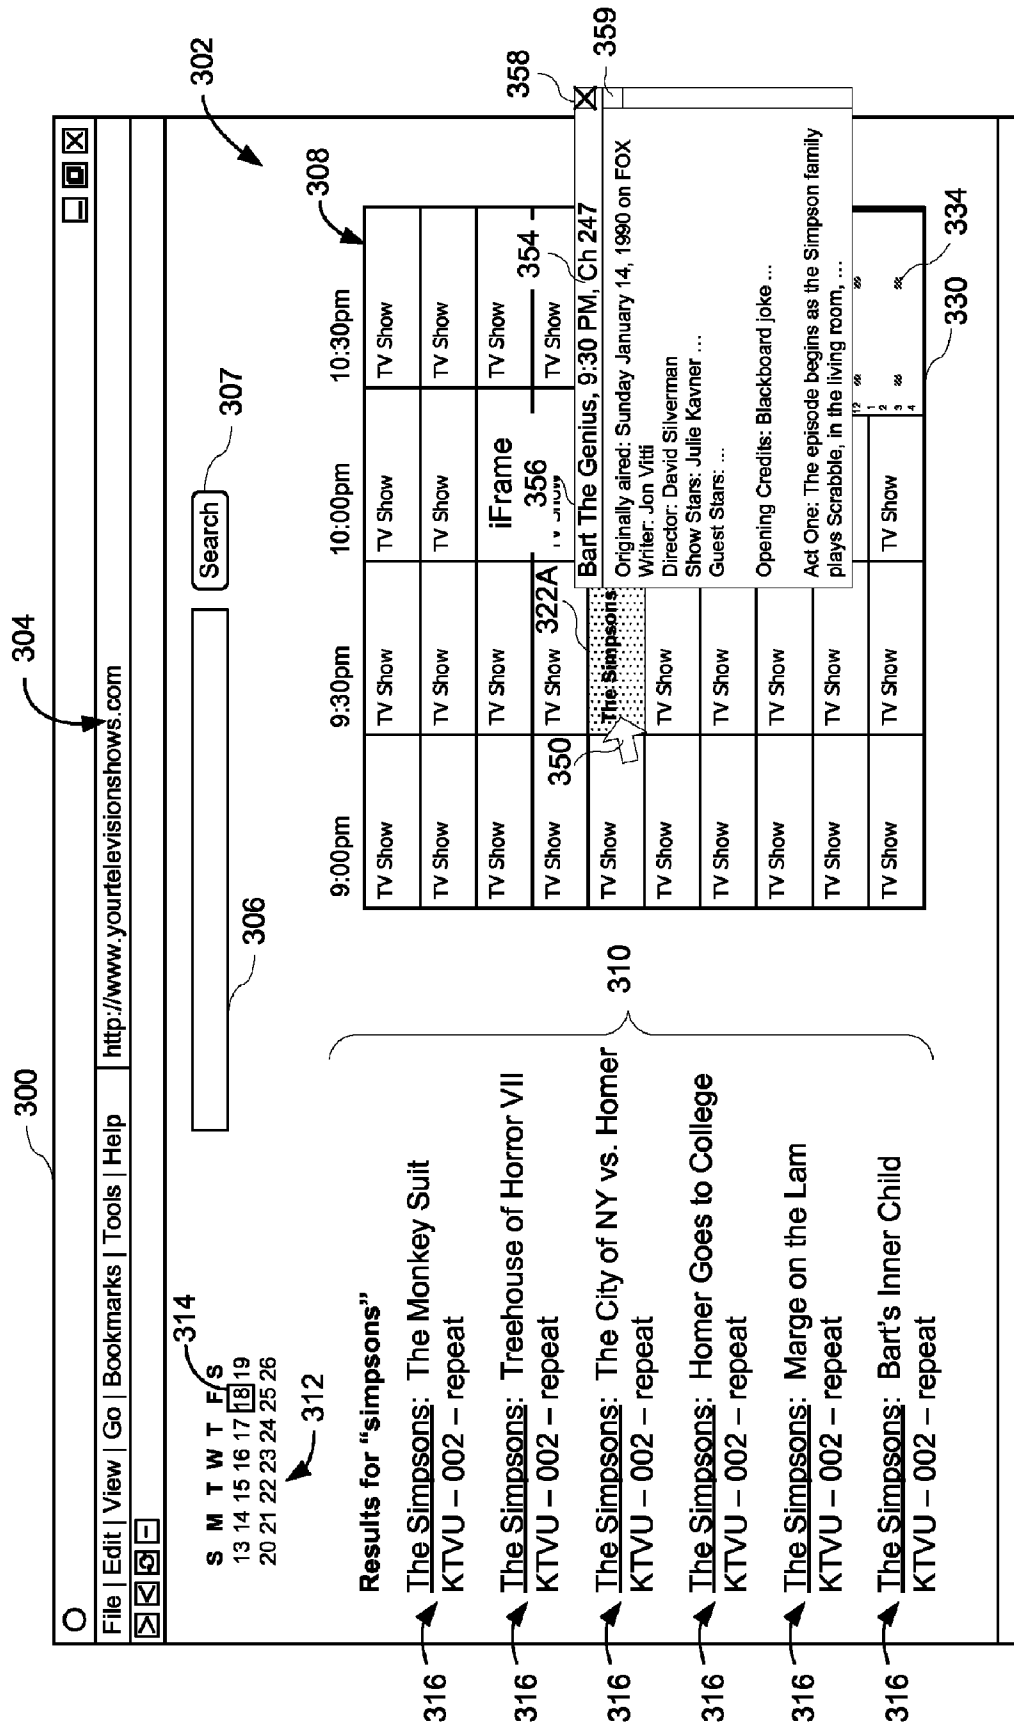 300
304
302
File | Edit | View | Go | Bookmarks | Tools | Help
http://www.yourtelevisionshows.com
306
Search
307
314
S M T W T F S
13 14 15 16 17 18 19
20 21 22 23 24 25 26
312
Results for “simpsons”
316
The Simpsons: The Monkey Suit
KTVU – 002 – repeat
316
The Simpsons: Treehouse of Horror VII
KTVU – 002 – repeat
316
The Simpsons: The City of NY vs. Homer
KTVU – 002 – repeat
316
The Simpsons: Homer Goes to College
KTVU – 002 – repeat
316
The Simpsons: Marge on the Lam
KTVU – 002 – repeat
316
The Simpsons: Bart's Inner Child
KTVU – 002 – repeat
310
308
9:00pm 9:30pm 10:00pm 10:30pm
TV Show TV Show TV Show TV Show
TV Show TV Show TV Show TV Show
TV Show TV Show iFrame TV Show
TV Show TV Show TV Show TV Show
322A
356
354
350
TV Show The Simpsons
TV Show TV Show
TV Show TV Show
TV Show TV Show
TV Show TV Show
TV Show TV Show TV Show
358
359
Bart The Genius, 9:30 PM, Ch 247
Originally aired: Sunday January 14, 1990 on FOX
Writer: Jon Vitti
Director: David Silverman
Show Stars: Julie Kavner ...
Guest Stars: ...
Opening Credits: Blackboard joke ...
Act One: The episode begins as the Simpson family
plays Scrabble, in the living room, ...
12
1
2
3
4
334
330